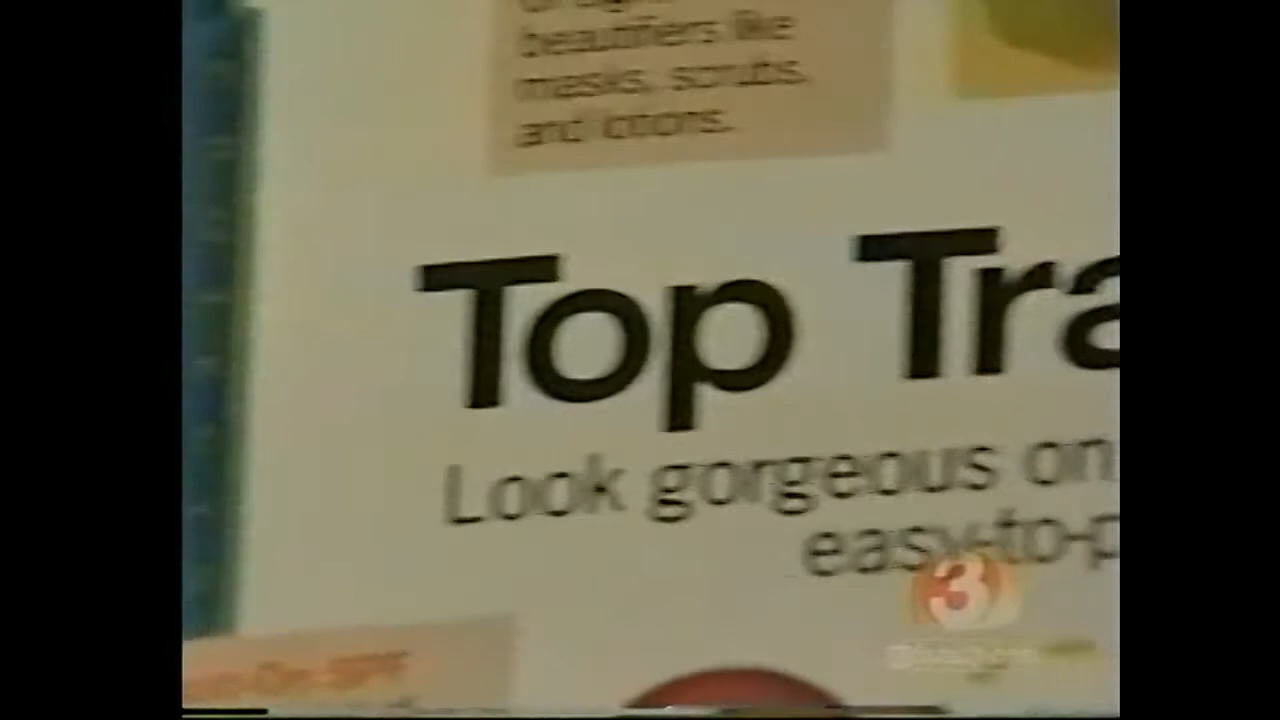 beautifiers like
masks, scrubs,
and lotions.
Top Tra
Look gorgeous on
easy-to-p
3